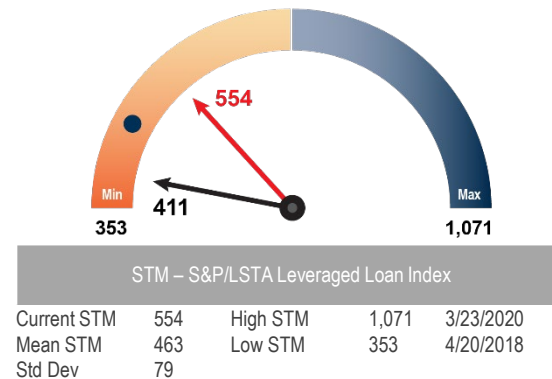 554
Min
Max
411
353
1,071
STM – S&P/LSTA Leveraged Loan Index
Current STM 554 High STM 1,071 3/23/2020
Mean STM 463 Low STM 353 4/20/2018
Std Dev 79